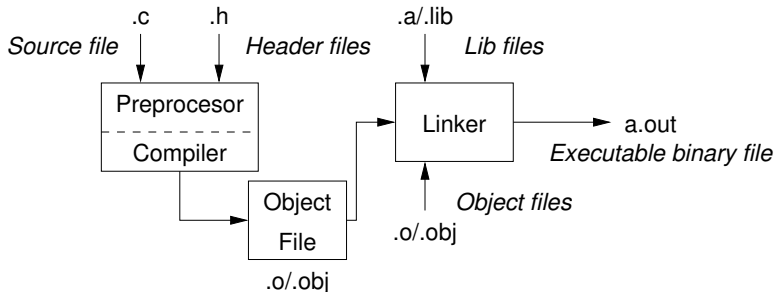 .c .h .a/.lib
Source file Header files Lib files
Preprocesor
Compiler
Linker
a.out
Executable binary file
Object
File
.o/.obj
Object files
.o/.obj